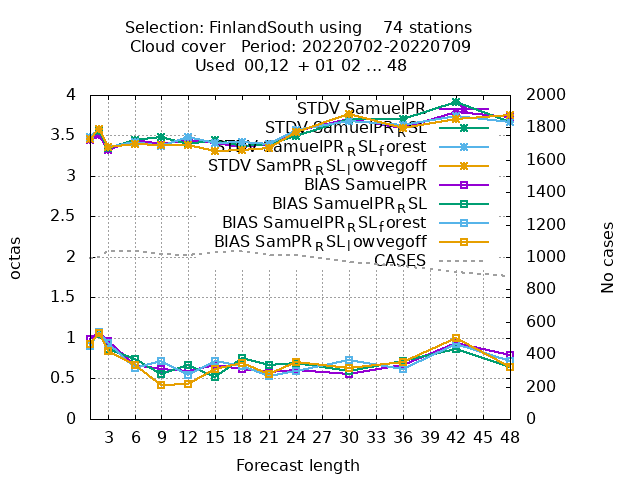 Selection: FinlandSouth using 74 stations
Cloud cover Period: 20220702-20220709
Used 00,12 + 01 02 ... 48
STDV SamuelPR
STDV SamuelPR_RSL
STDV SamuelPR_RSL_forest
STDV SamPR_RSL_lowvegoff
BIAS SamuelPR
BIAS SamuelPR_RSL
BIAS SamuelPR_RSL_forest
BIAS SamPR_RSL_lowvegoff
CASES
octas
4
3.5
3
2.5
2
1.5
1
0.5
0
No cases
2000
1800
1600
1400
1200
1000
800
600
400
200
0
3 6 9 12 15 18 21 24 27 30 33 36 39 42 45 48
Forecast length